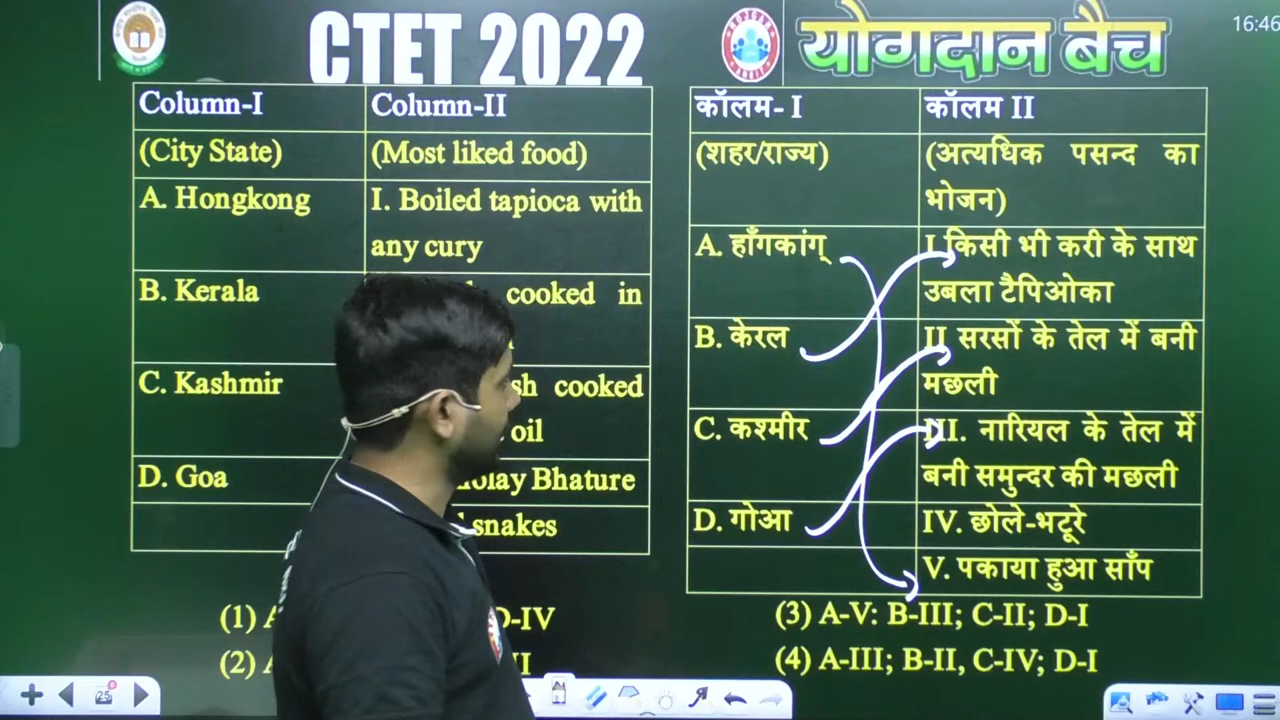 CTET 2022
योगदान बैच
16:46
Column-I
Column-II
(City State)
(Most liked food)
A. Hongkong
I. Boiled tapioca with
any cury
B. Kerala
cooked in
C. Kashmir
cooked
oil
D. Goa
Bhature
snakes
(1)
D-IV
(2)
कॉलम- I
कॉलम II
(शहर/राज्य)
(अत्यधिक पसन्द का
भोजन)
A. हाँगकांग्
I किसी भी करी के साथ
उबला टैपिओका
B. केरल
II सरसों के तेल में बनी
मछली
C. कश्मीर
III. नारियल के तेल में
बनी समुन्दर की मछली
D. गोआ
IV. छोले-भटूरे
V. पकाया हुआ साँप
(3) A-V: B-III; C-II; D-I
(4) A-III; B-II, C-IV; D-I
25